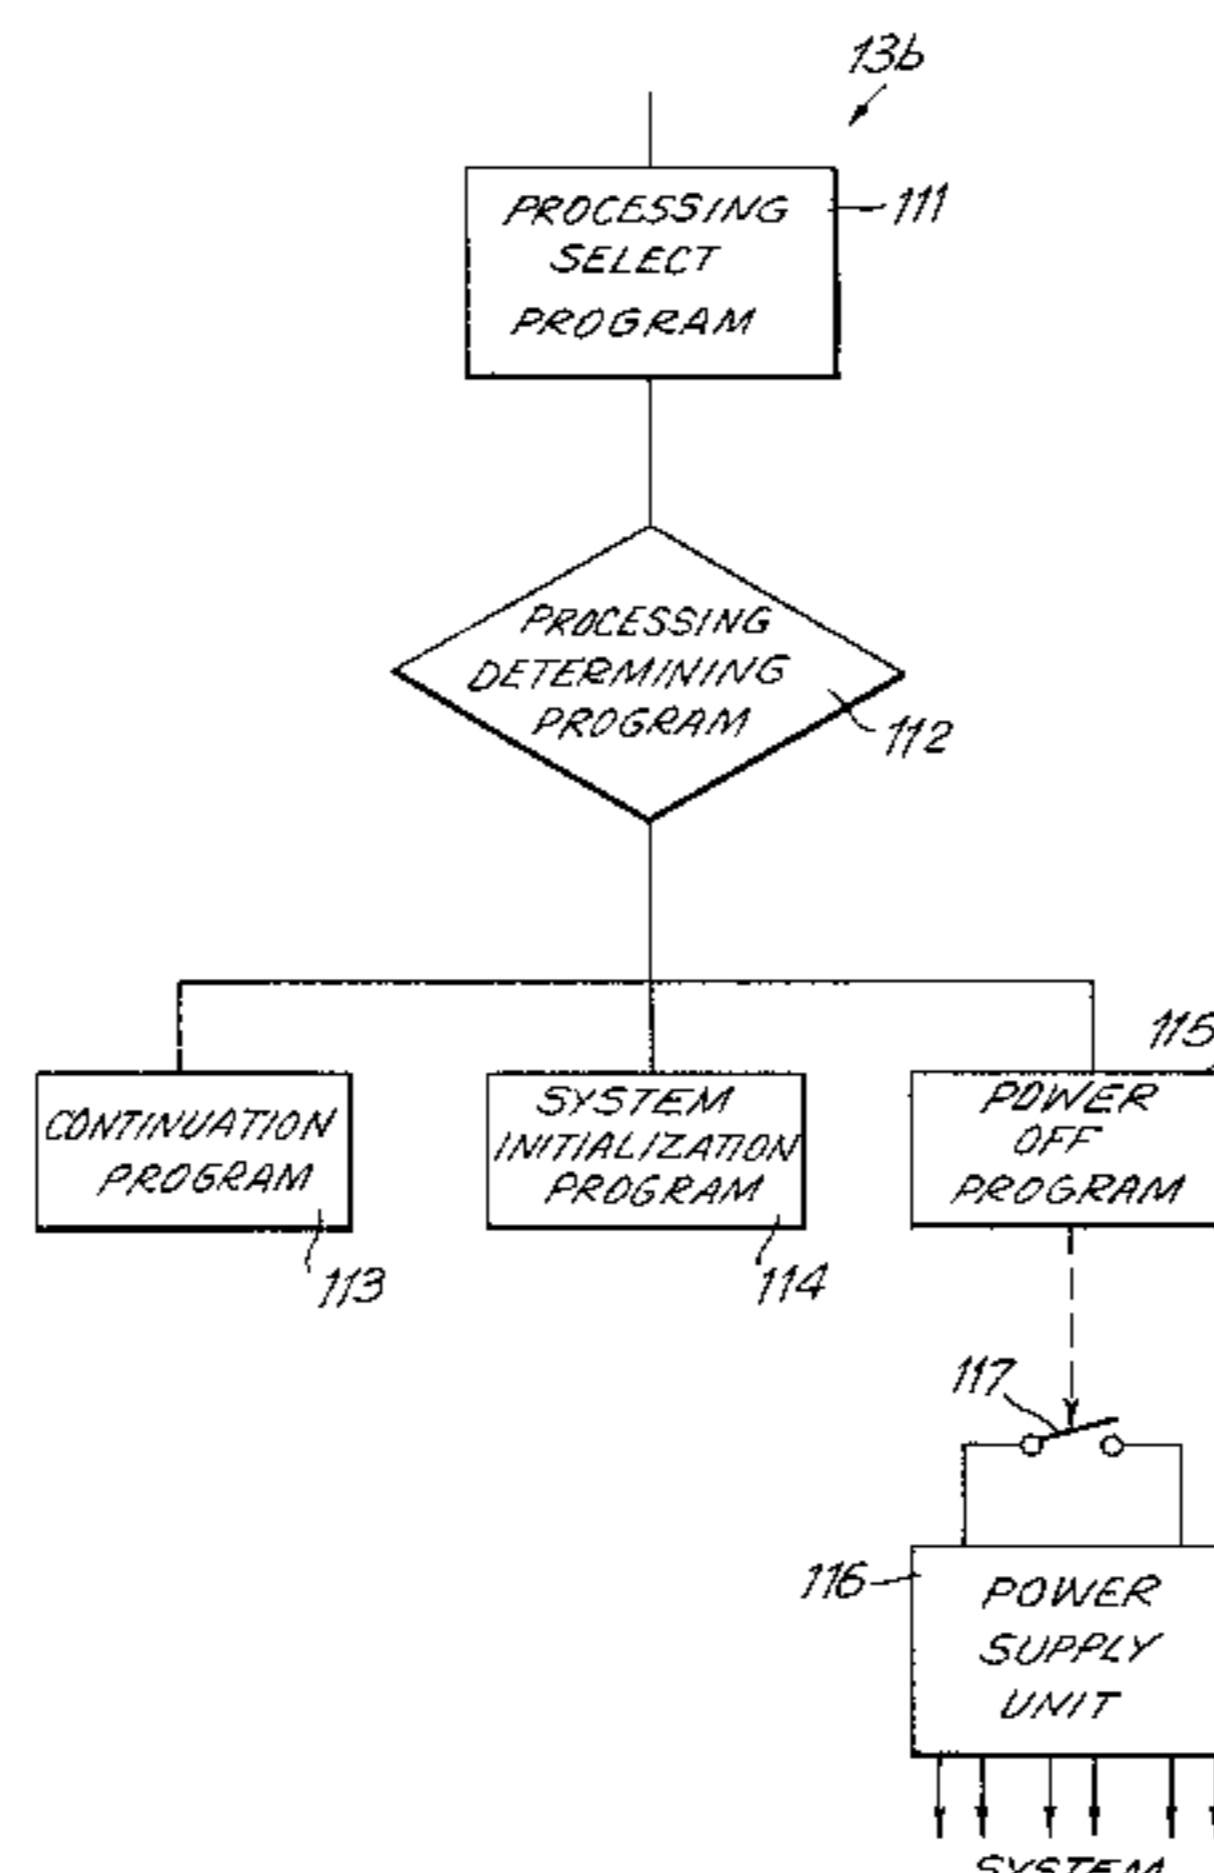 13b
PROCESSING
SELECT
PROGRAM
111
PROCESSING
DETERMINING
PROGRAM
112
CONTINUATION
PROGRAM
113
SYSTEM
INITIALIZATION
PROGRAM
114
115
POWER
OFF
PROGRAM
117
116
POWER
SUPPLY
UNIT
SYSTEM